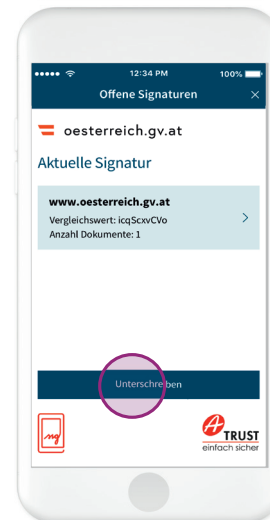 12:34 PM
100%
Offene Signaturen
oesterreich.gv.at
Aktuelle Signatur
www.oesterreich.gv.at
Vergleichswert: icqScxvCVo
Anzahl Dokumente: 1
Unterschreiben
A TRUST
einfach sicher